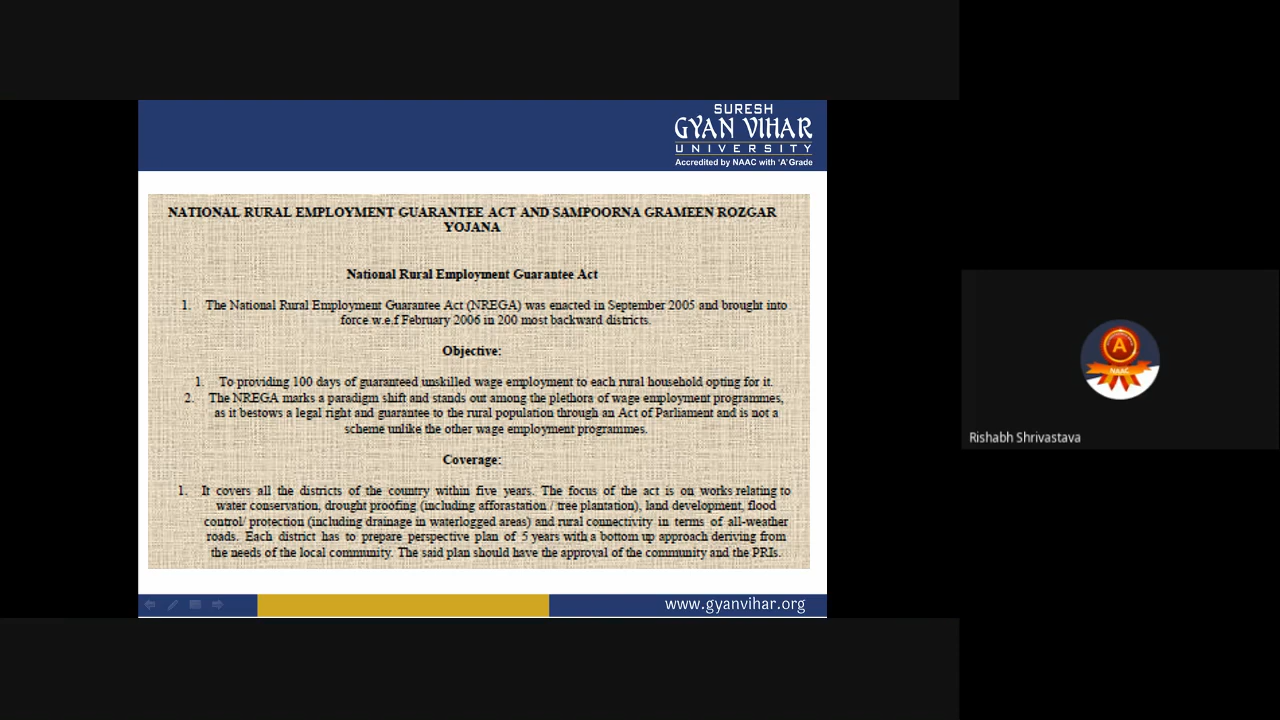 SURESH
GYAN VIHAR
UNIVERSITY
Accredited by NAAC with 'A' Grade
NATIONAL RURAL EMPLOYMENT GUARANTEE ACT AND SAMPOORNA GRAMEEN ROZGAR
YOJANA
National Rural Employment Guarantee Act
1. The National Rural Employment Guarantee Act (NREGA) was enacted in September 2005 and brought into
force w.e.f February 2006 in 200 most backward districts.
Objective:
1. To providing 100 days of guaranteed unskilled wage employment to each rural household opting for it.
2. The NREGA marks a paradigm shift and stands out among the plethora of wage employment programmes,
as it bestows a legal right and guarantee to the rural population through an Act of Parliament and is not a
scheme unlike the other wage employment programmes.
Coverage:
1. It covers all the districts of the country within five years. The focus of the act is on works relating to
water conservation, drought proofing (including afforastation / tree plantation), land development, flood
control/ protection (including drainage in waterlogged areas) and rural connectivity in terms of all-weather
roads. Each district has to prepare perspective plan of 5 years with a bottom up approach deriving from
the needs of the local community. The said plan should have the approval of the community and the PRIs.
www.gyanvihar.org
A
NAAC
Rishabh Shrivastava